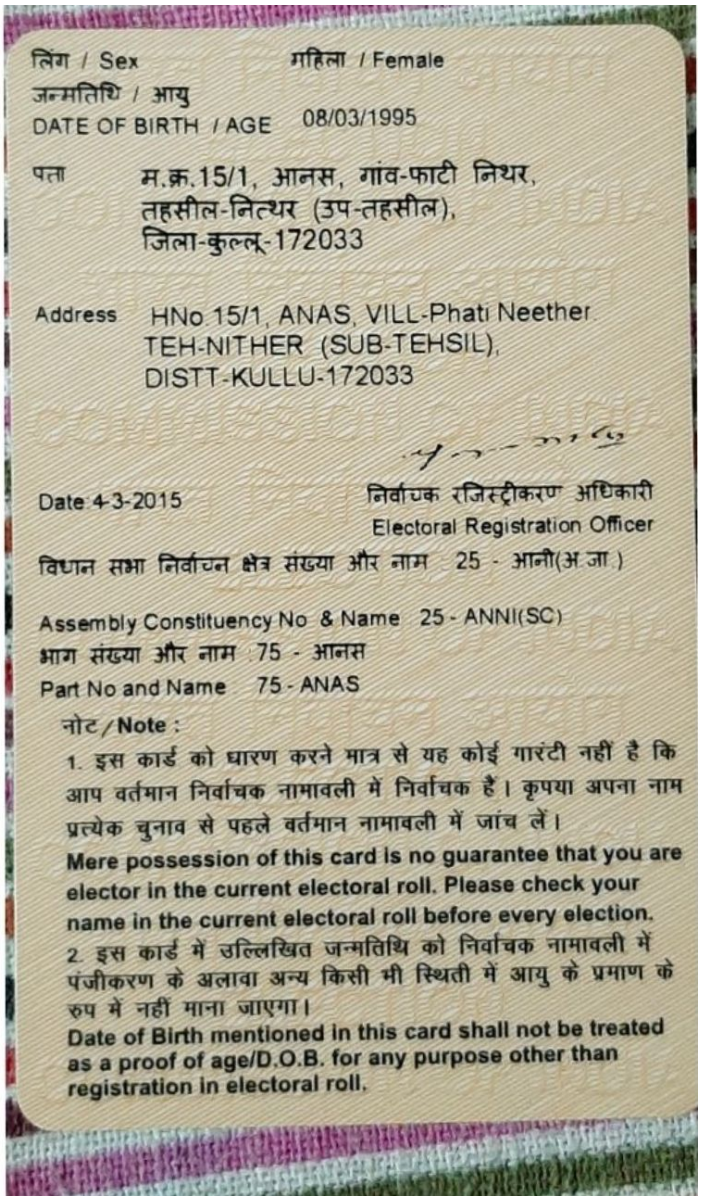 लिंग / Sex महिला / Female
जन्मतिथि / आयु
DATE OF BIRTH / AGE 08/03/1995
पता म.क्र.15/1, आनस, गांव-फाटी निथर,
तहसील-नित्थर (उप-तहसील),
जिला-कुल्लू-172033
Address HNo.15/1, ANAS, VILL-Phati Neether.
TEH-NITHER (SUB-TEHSIL),
DISTT-KULLU-172033
Date:4-3-2015 निर्वाचक रजिस्ट्रीकरण अधिकारी
Electoral Registration Officer
विधान सभा निर्वाचन क्षेत्र संख्या और नाम : 25 - आनी(अ.जा.)
Assembly Constituency No & Name 25 - ANNI(SC)
भाग संख्या और नाम :75 - आनस
Part No and Name 75 - ANAS
नोट/Note :
1. इस कार्ड को धारण करने मात्र से यह कोई गारंटी नहीं है कि
आप वर्तमान निर्वाचक नामावली में निर्वाचक हैं। कृपया अपना नाम
प्रत्येक चुनाव से पहले वर्तमान नामावली में जांच लें।
Mere possession of this card is no guarantee that you are
elector in the current electoral roll. Please check your
name in the current electoral roll before every election.
2. इस कार्ड में उल्लिखित जन्मतिथि को निर्वाचक नामावली में
पंजीकरण के अलावा अन्य किसी भी स्थिती में आयु के प्रमाण के
रुप में नहीं माना जाएगा।
Date of Birth mentioned in this card shall not be treated
as a proof of age/D.O.B. for any purpose other than
registration in electoral roll.